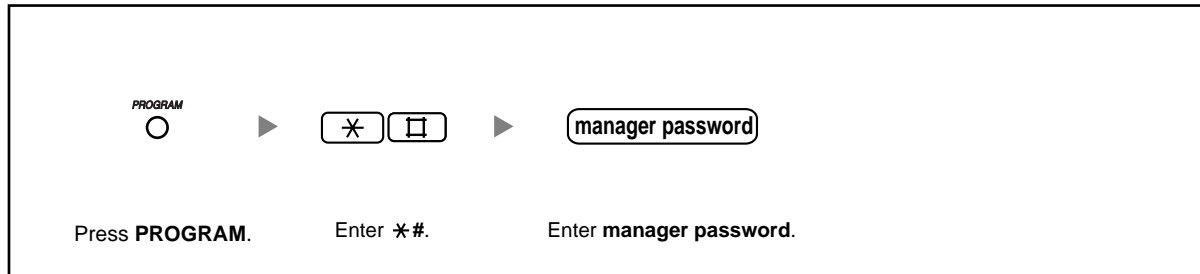 PROGRAM
manager password
Press PROGRAM.
Enter *#.
Enter manager password.